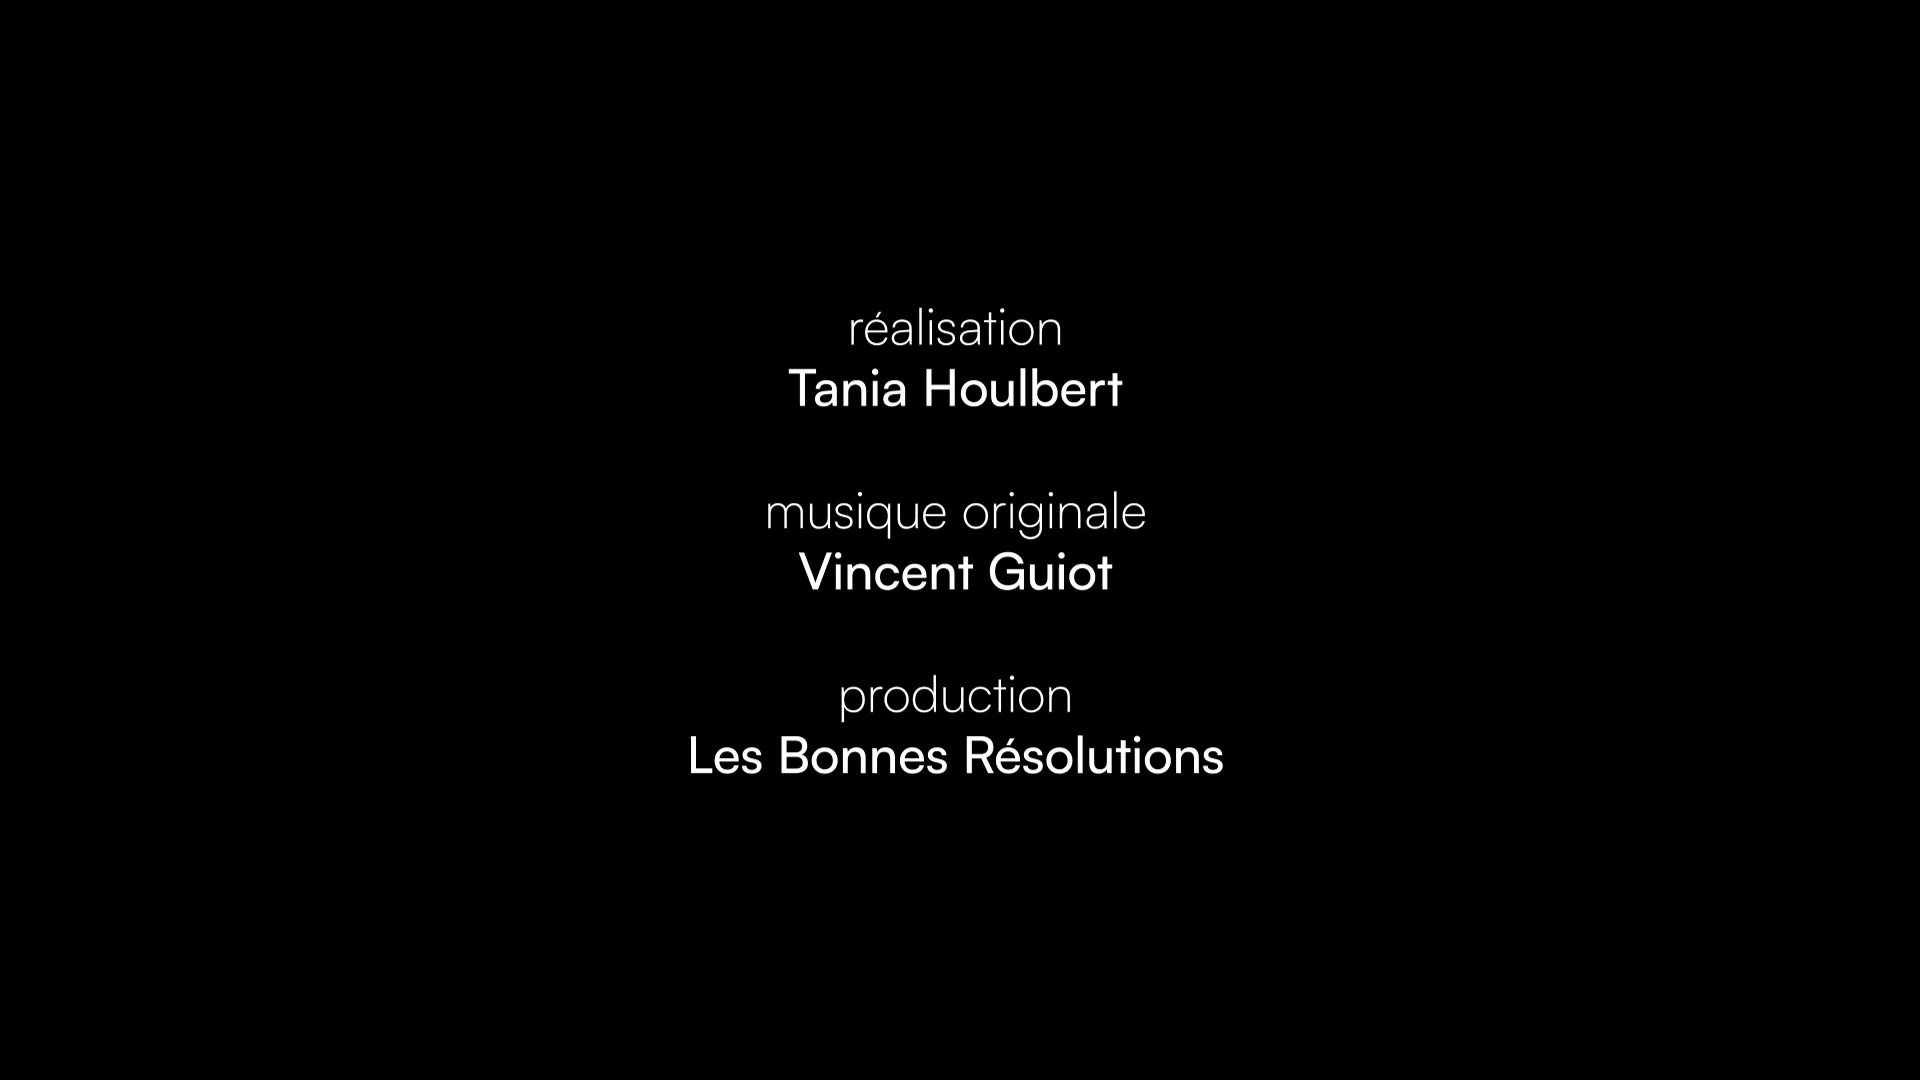 réalisation
Tania Houlbert
musique originale
Vincent Guiot
production
Les Bonnes Résolutions